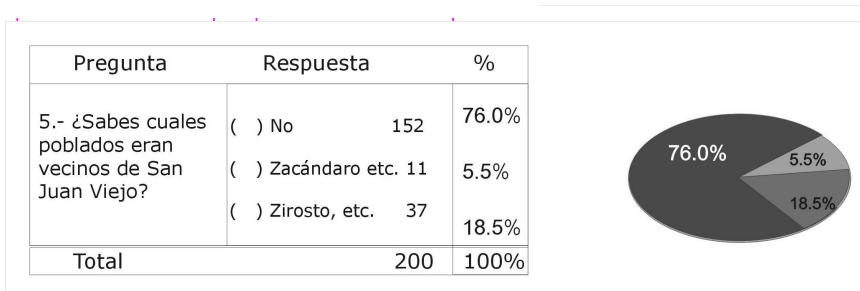 Pregunta Respuesta %
5.- ¿Sabes cuales
poblados eran
vecinos de San
Juan Viejo?
( ) No 152 76.0%
( ) Zacándaro etc. 11 5.5%
( ) Zirosto, etc. 37 18.5%
Total 200 100%
76.0%
5.5%
18.5%